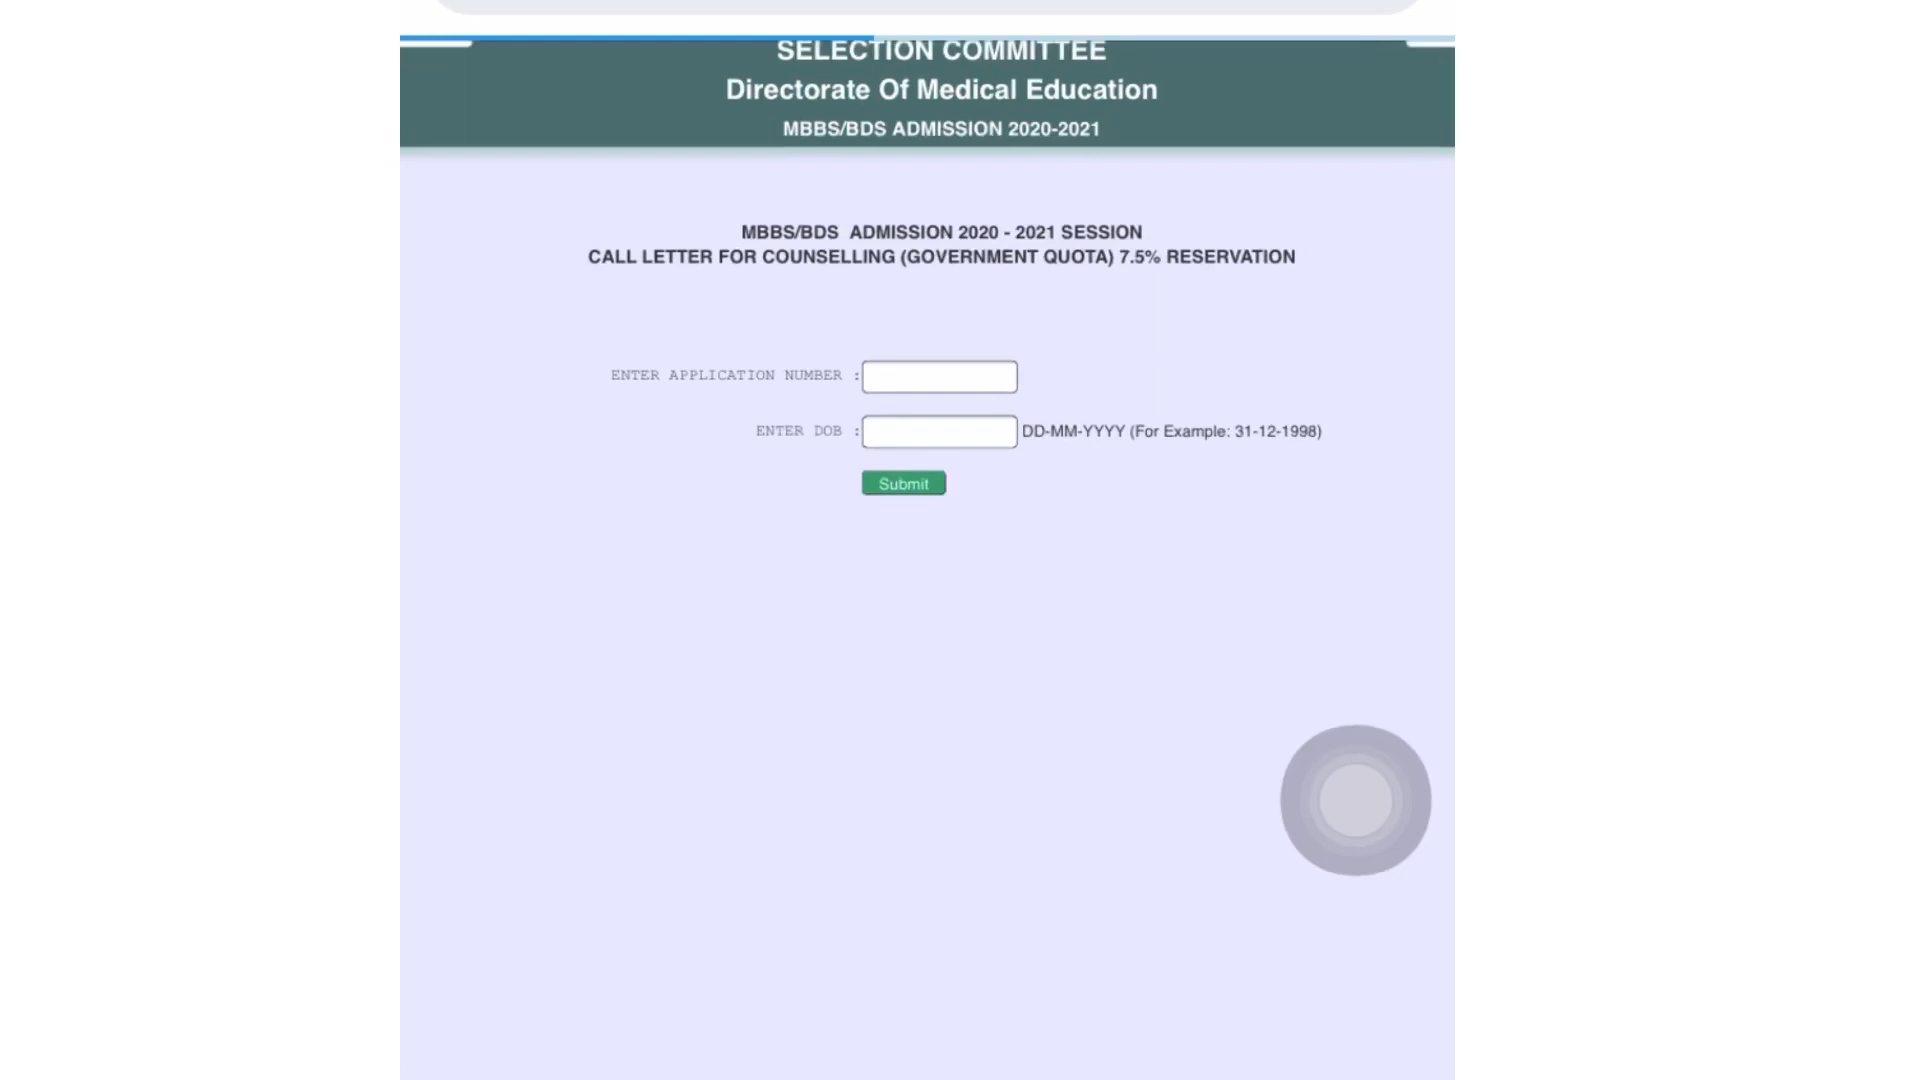 SELECTION COMMITTEE
Directorate Of Medical Education
MBBS/BDS ADMISSION 2020-2021
MBBS/BDS  ADMISSION 2020 - 2021 SESSION
CALL LETTER FOR COUNSELLING (GOVERNMENT QUOTA) 7.5% RESERVATION
ENTER APPLICATION NUMBER :
ENTER DOB : DD-MM-YYYY (For Example: 31-12-1998)
Submit